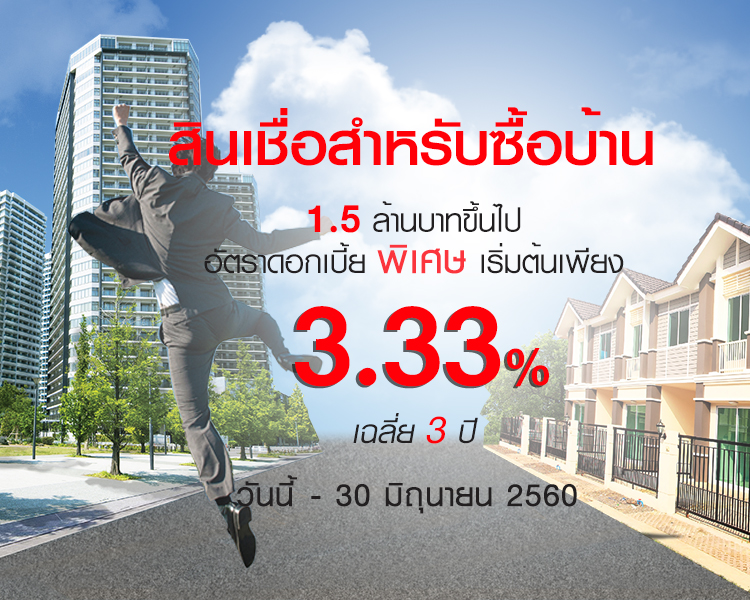 สินเชื่อสำหรับซื้อบ้าน
1.5 ล้านบาทขึ้นไป
อัตราดอกเบี้ย พิเศษ เริ่มต้นเพียง
3.33%
เฉลี่ย 3 ปี
วันนี้ - 30 มิถุนายน 2560